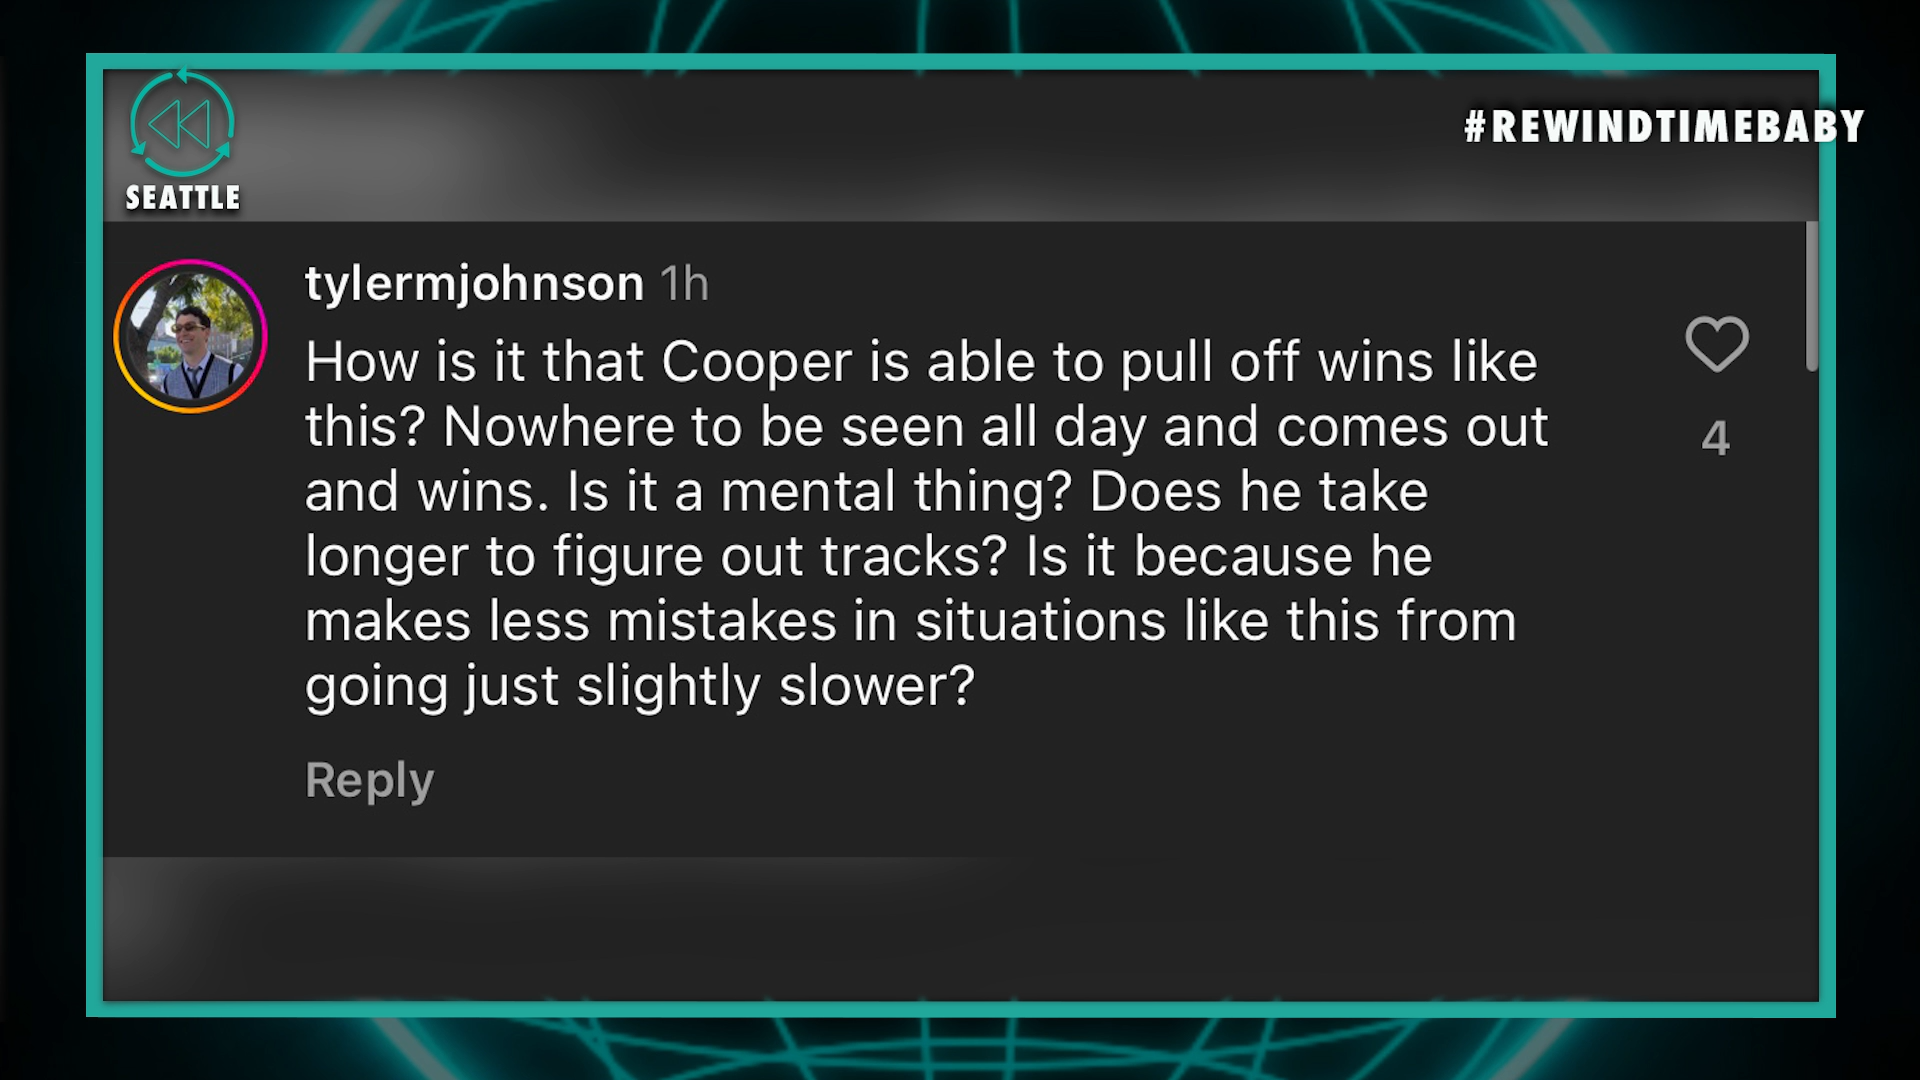 SEATTLE
#REWINDTIMEBABY
tylermjohnson 1h
How is it that Cooper is able to pull off wins like
this? Nowhere to be seen all day and comes out
and wins. Is it a mental thing? Does he take
longer to figure out tracks? Is it because he
makes less mistakes in situations like this from
going just slightly slower?
4
Reply